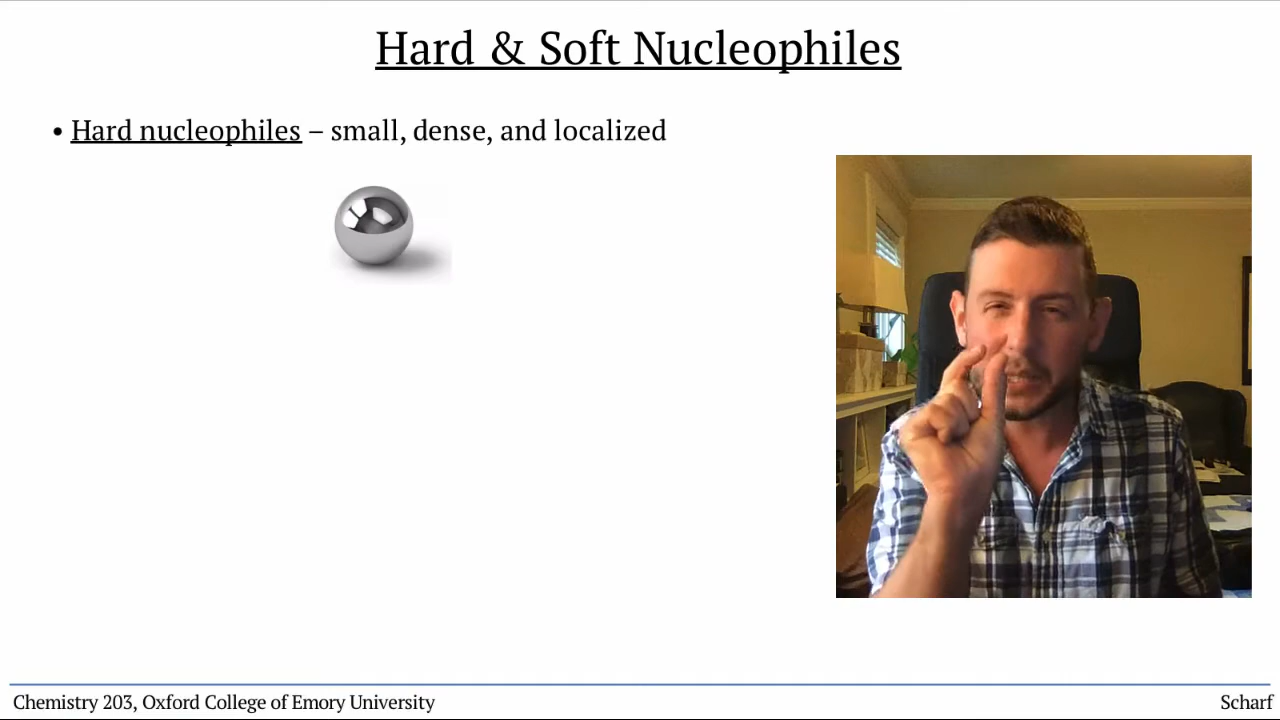 Hard & Soft Nucleophiles
• Hard nucleophiles – small, dense, and localized
Chemistry 203, Oxford College of Emory University
Scharf